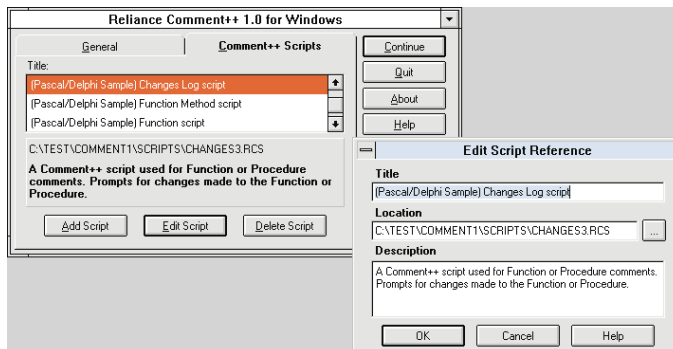 Reliance Comment++ 1.0 for Windows
General
Comment++ Scripts
Title:
(Pascal/Delphi Sample) Changes Log script
(Pascal/Delphi Sample) Function Method script
(Pascal/Delphi Sample) Function script
C:\TEST\COMMENT1\SCRIPTS\CHANGES3.RCS
A Comment++ script used for Function or Procedure
comments. Prompts for changes made to the Function or
Procedure.
Add Script
Edit Script
Delete Script
Continue
Quit
About
Help
Edit Script Reference
Title
(Pascal/Delphi Sample) Changes Log script
Location
C:\TEST\COMMENT1\SCRIPTS\CHANGES3.RCS
...
Description
A Comment++ script used for Function or Procedure comments.
Prompts for changes made to the Function or Procedure.
OK
Cancel
Help